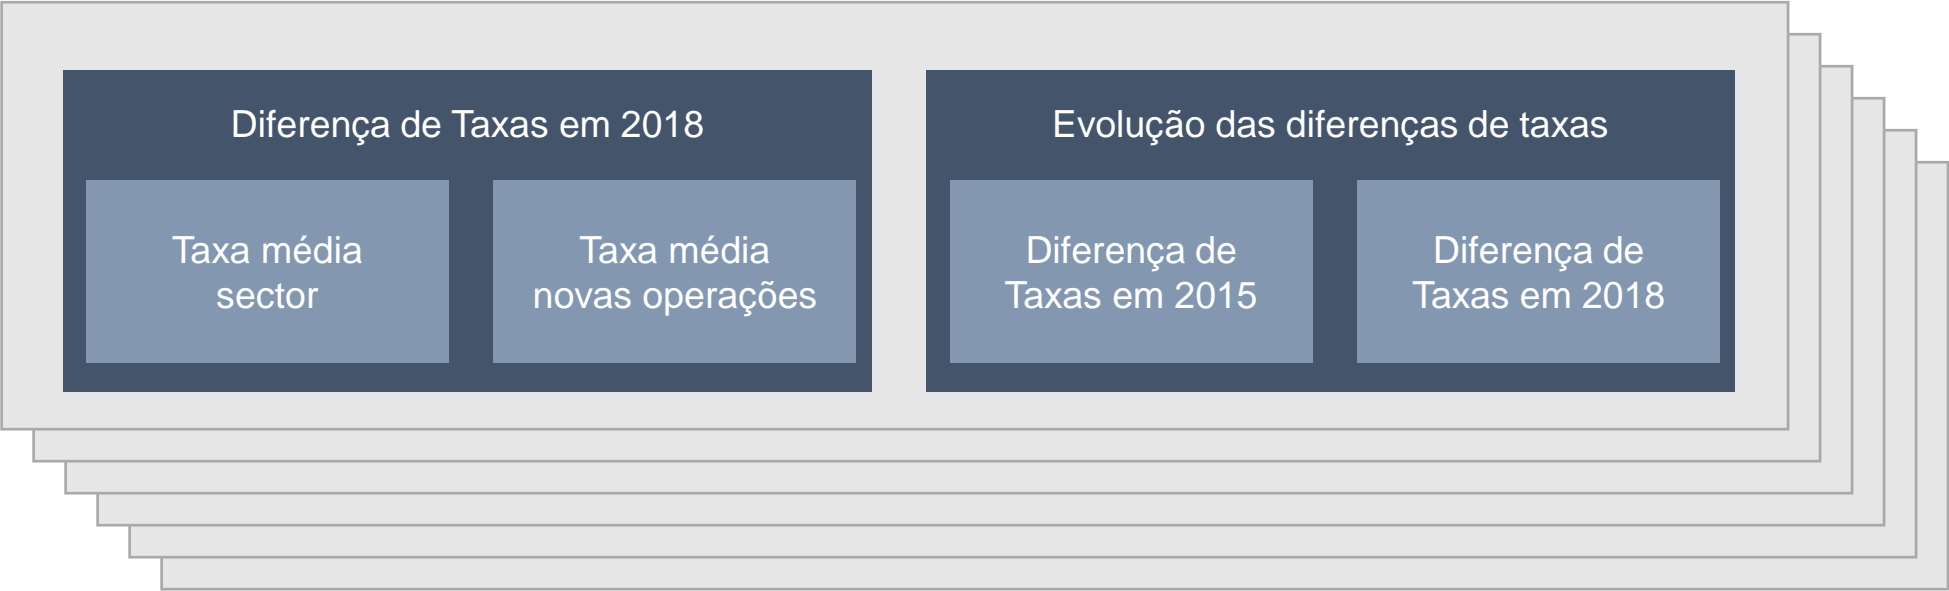 Diferença de Taxas em 2018
Taxa média
sector
Taxa média
novas operações
Evolução das diferenças de taxas
Diferença de
Taxas em 2015
Diferença de
Taxas em 2018